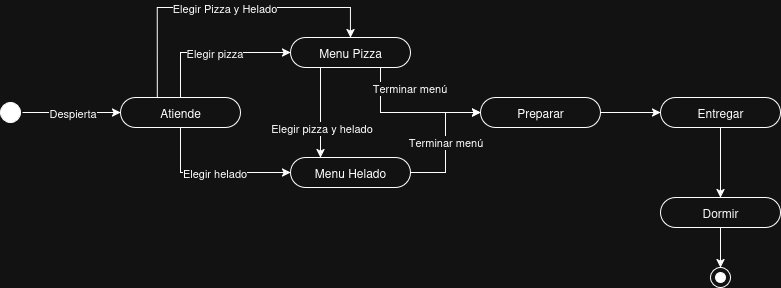 Elegir Pizza y Helado
Elegir pizza
Menu Pizza
Terminar menú
Despierta
Atiende
Preparar
Entregar
Elegir pizza y helado
Terminar menú
Elegir helado
Menu Helado
Dormir